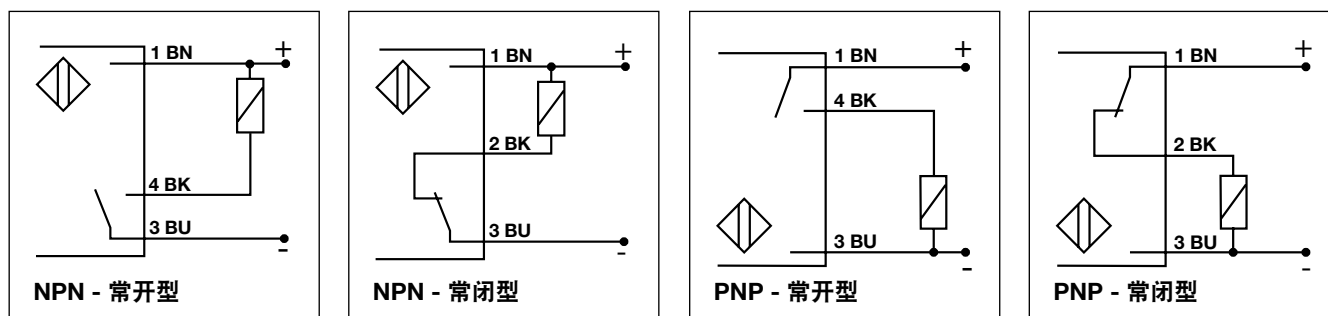 1 BN
+
4 BK
3 BU
-
NPN - 常开型
1 BN
+
2 BK
3 BU
-
NPN - 常闭型
1 BN
+
4 BK
3 BU
-
PNP - 常开型
1 BN
+
2 BK
3 BU
-
PNP - 常闭型